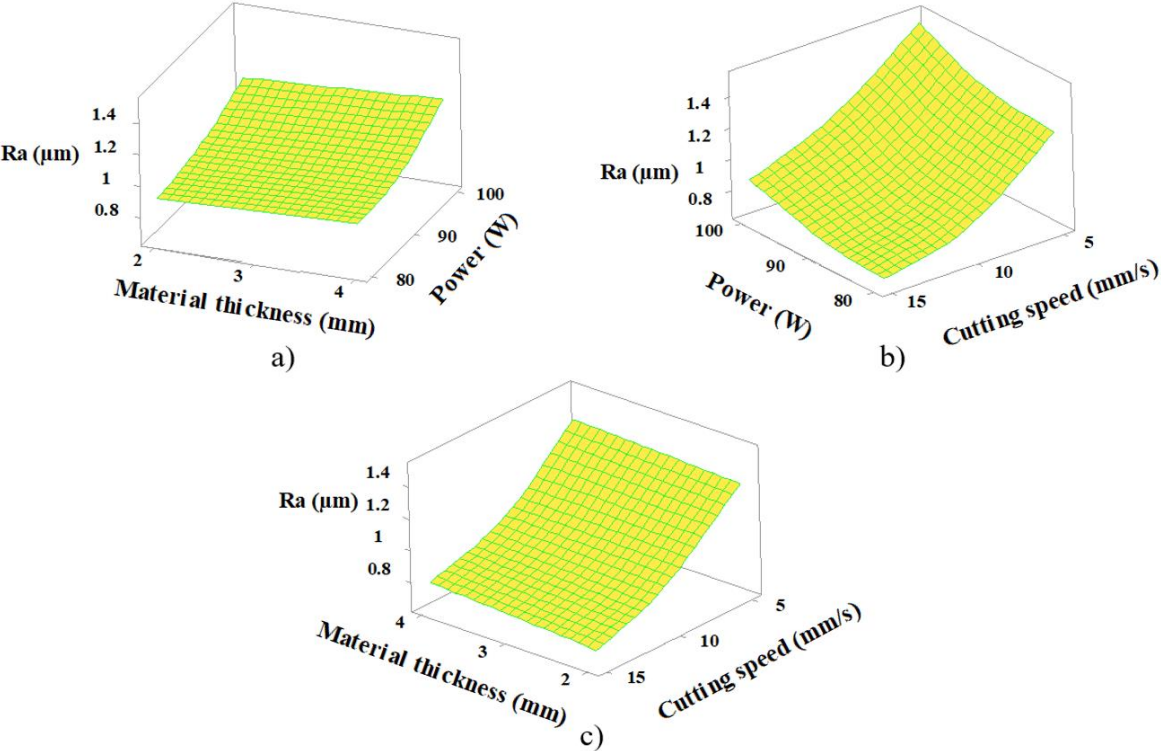 1.4
Ra (µm)
1.2
1
0.8
2
3
4
Material thickness (mm)
80
90
100
Power (W)
a)
1.4
1.2
Ra (µm)
1
0.8
100
90
80
Power (W)
15
10
5
Cutting speed (mm/s)
b)
1.4
Ra (µm)
1.2
1
0.8
4
3
2
Material thickness (mm)
15
10
5
Cutting speed (mm/s)
c)